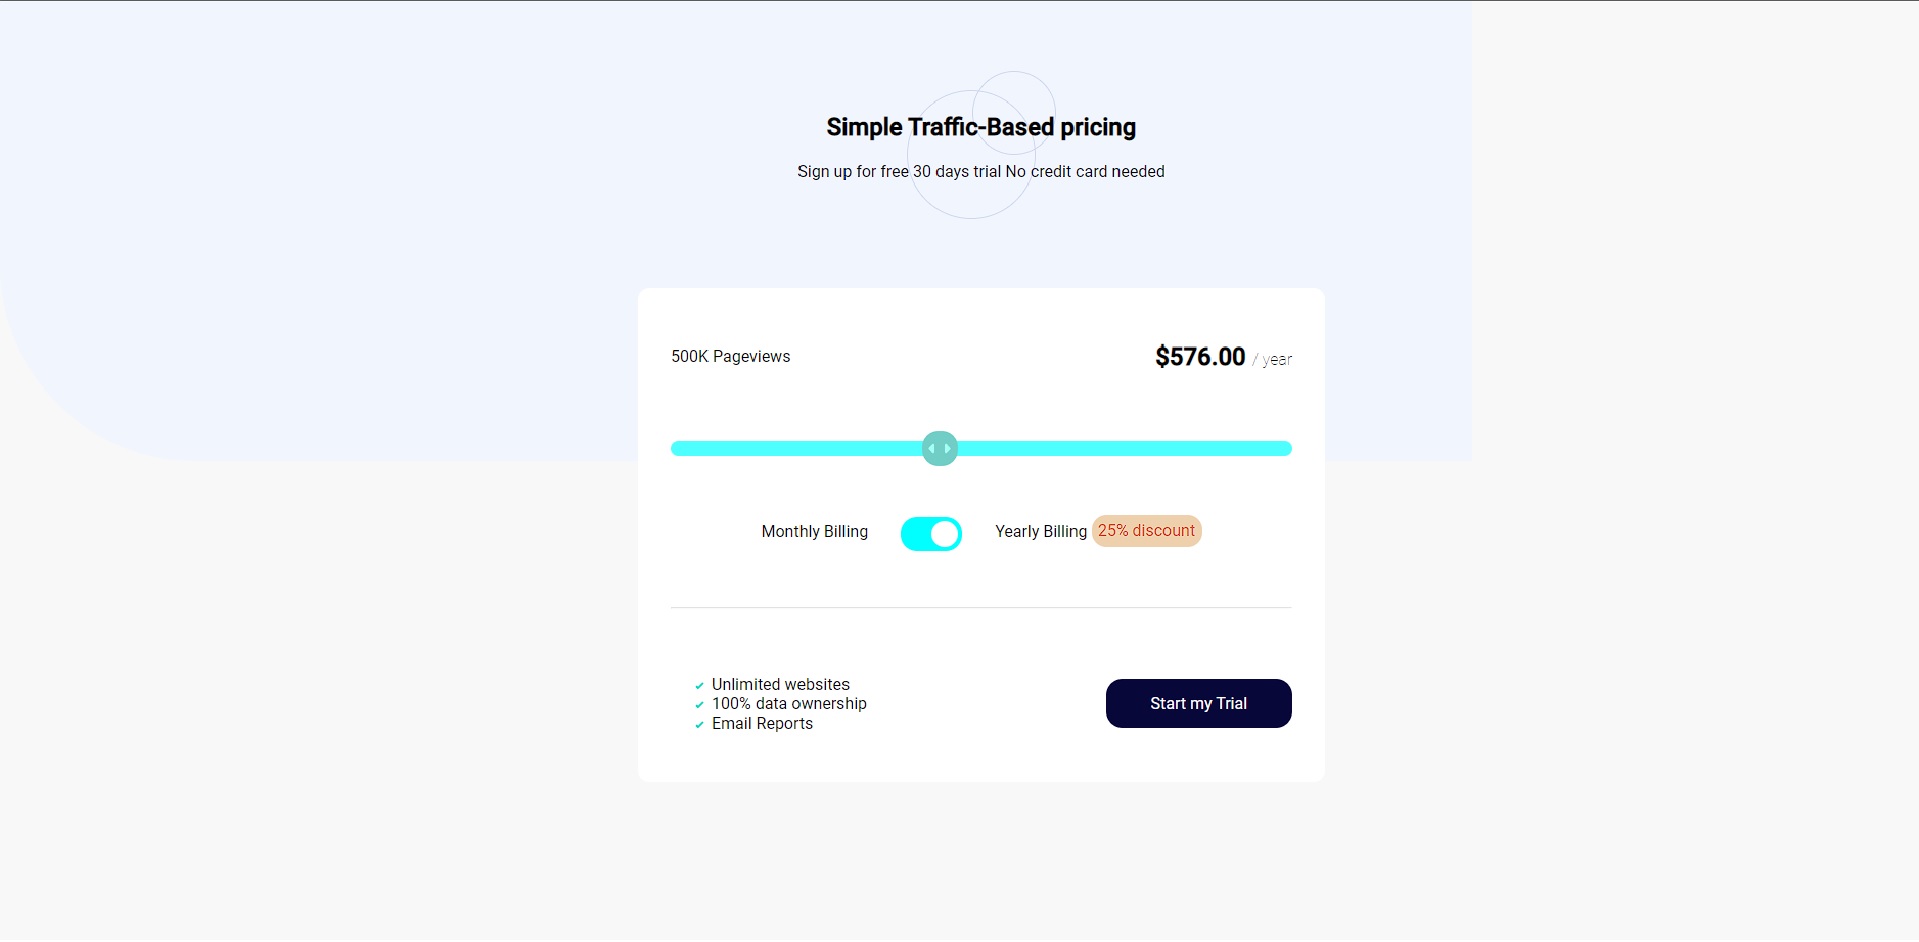 Simple Traffic-Based pricing
Sign up for free 30 days trial No credit card needed
500K Pageviews
$576.00 / year
Monthly Billing
Yearly Billing 25% discount
Unlimited websites
100% data ownership
Email Reports
Start my Trial